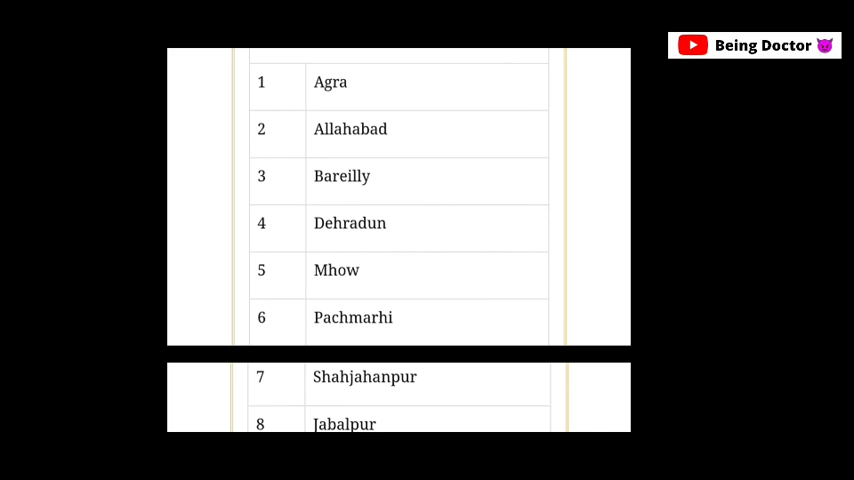 Being Doctor 😈
1 Agra
2 Allahabad
3 Bareilly
4 Dehradun
5 Mhow
6 Pachmarhi
7 Shahjahanpur
8 Jabalpur